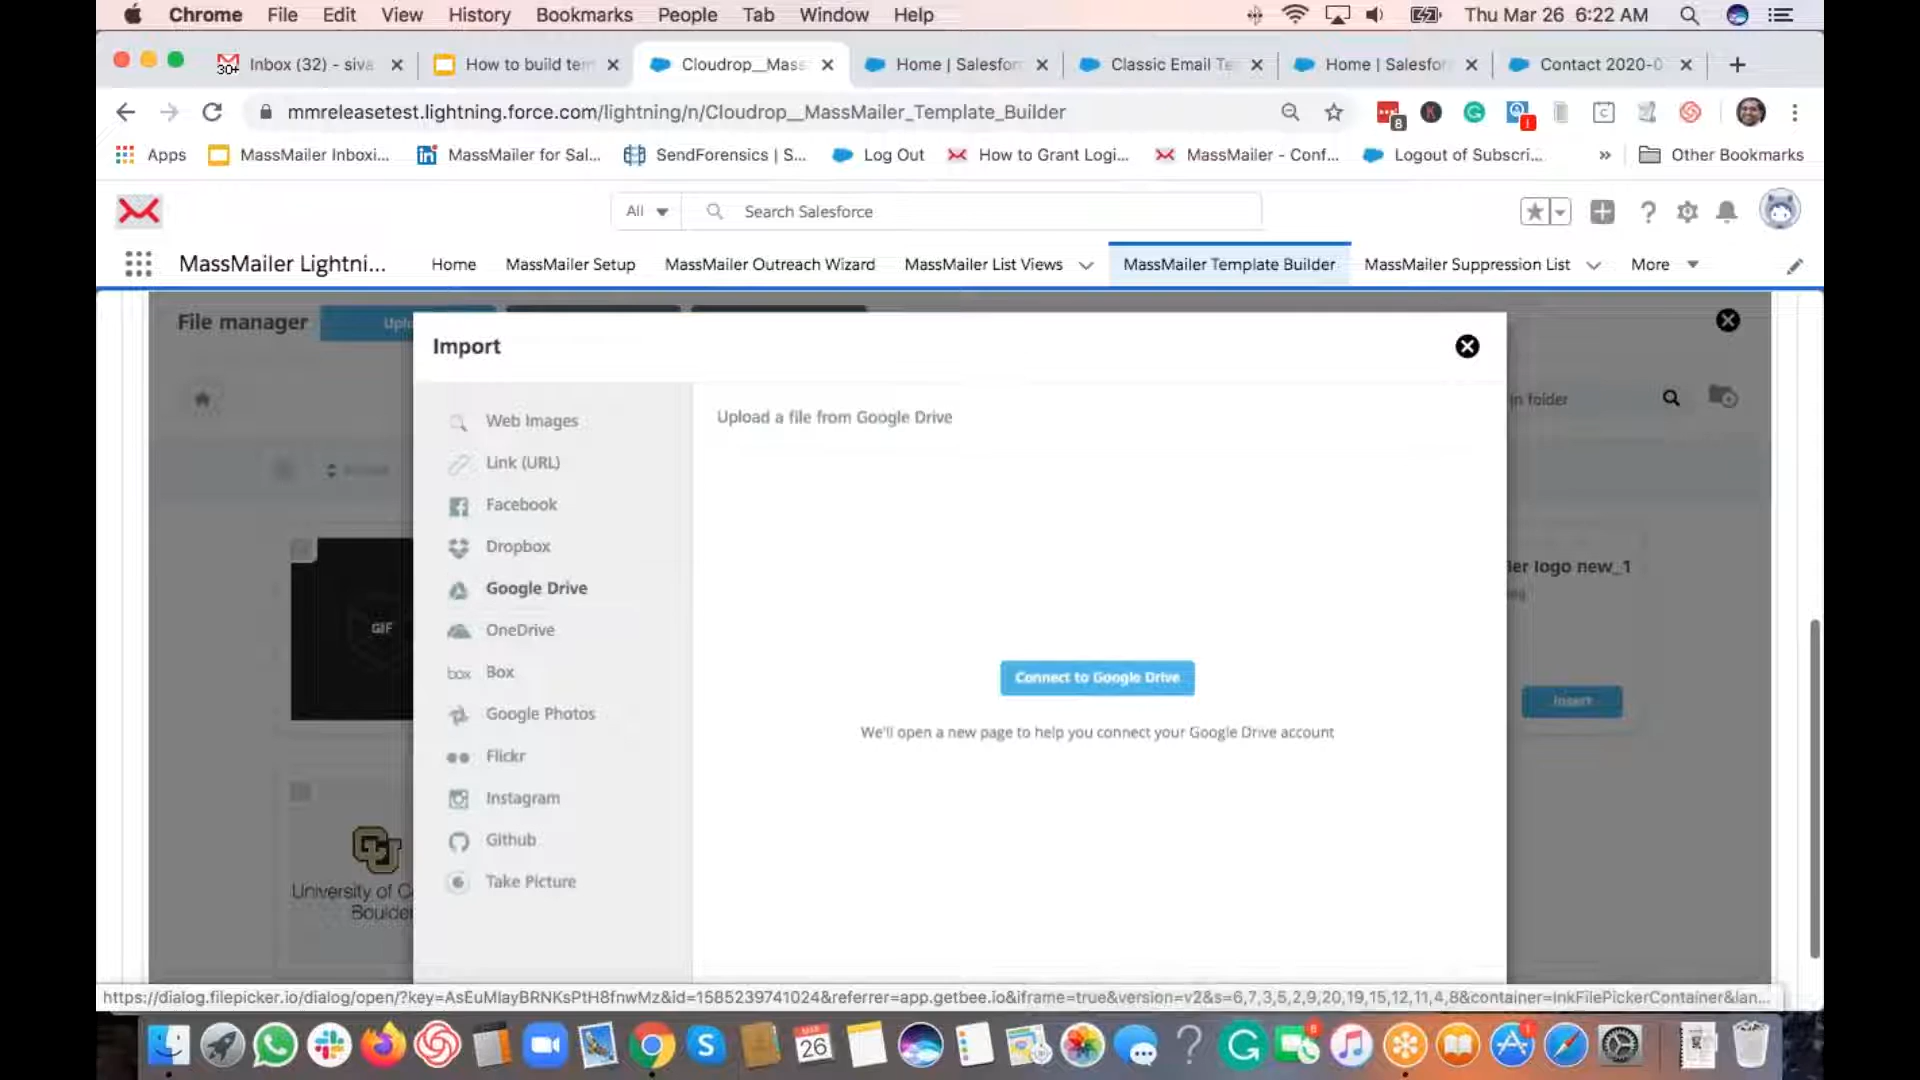 Chrome File Edit View History Bookmarks People Tab Window Help Thu Mar 26 6:22 AM
30+ Inbox (32) - siva How to build tem Cloudrop__Mass Home | Salesfor Classic Email Te Home | Salesfor Contact 2020-0
mmreleasetest.lightning.force.com/lightning/n/Cloudrop__MassMailer_Template_Builder 8
Apps MassMailer Inboxi... MassMailer for Sal... SendForensics | S... Log Out How to Grant Logi... MassMailer - Conf... Logout of Subscri... » Other Bookmarks
All Search Salesforce
MassMailer Lightni... Home MassMailer Setup MassMailer Outreach Wizard MassMailer List Views MassMailer Template Builder MassMailer Suppression List More
File manager Uplo
Import
Web Images
Upload a file from Google Drive
in folder
Link (URL)
Facebook
Dropbox
ler logo new_1
Google Drive
GIF
OneDrive
Box
Connect to Google Drive
Insert
Google Photos
We'll open a new page to help you connect your Google Drive account
Flickr
Instagram
Github
Take Picture
CU
University of C
Boulder
https://dialog.filepicker.io/dialog/open/?key=AsEuMlayBRNKsPtH8fnwMz&id=1585239741024&referrer=app.getbee.io&iframe=true&version=v2&s=6,7,3,5,2,9,20,19,15,12,11,4,8&container=InkFilePickerContainer&lan...
MAR
26